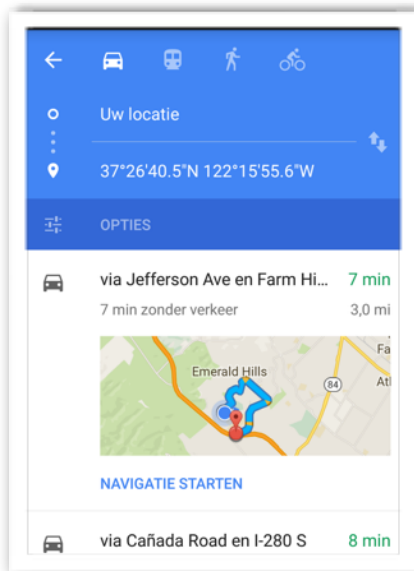 Uw locatie
37°26'40.5"N 122°15'55.6"W
OPTIES
via Jefferson Ave en Farm Hi... 7 min
7 min zonder verkeer 3,0 mi
Fa
Emerald Hills
84
Atl
NAVIGATIE STARTEN
via Cañada Road en I-280 S 8 min